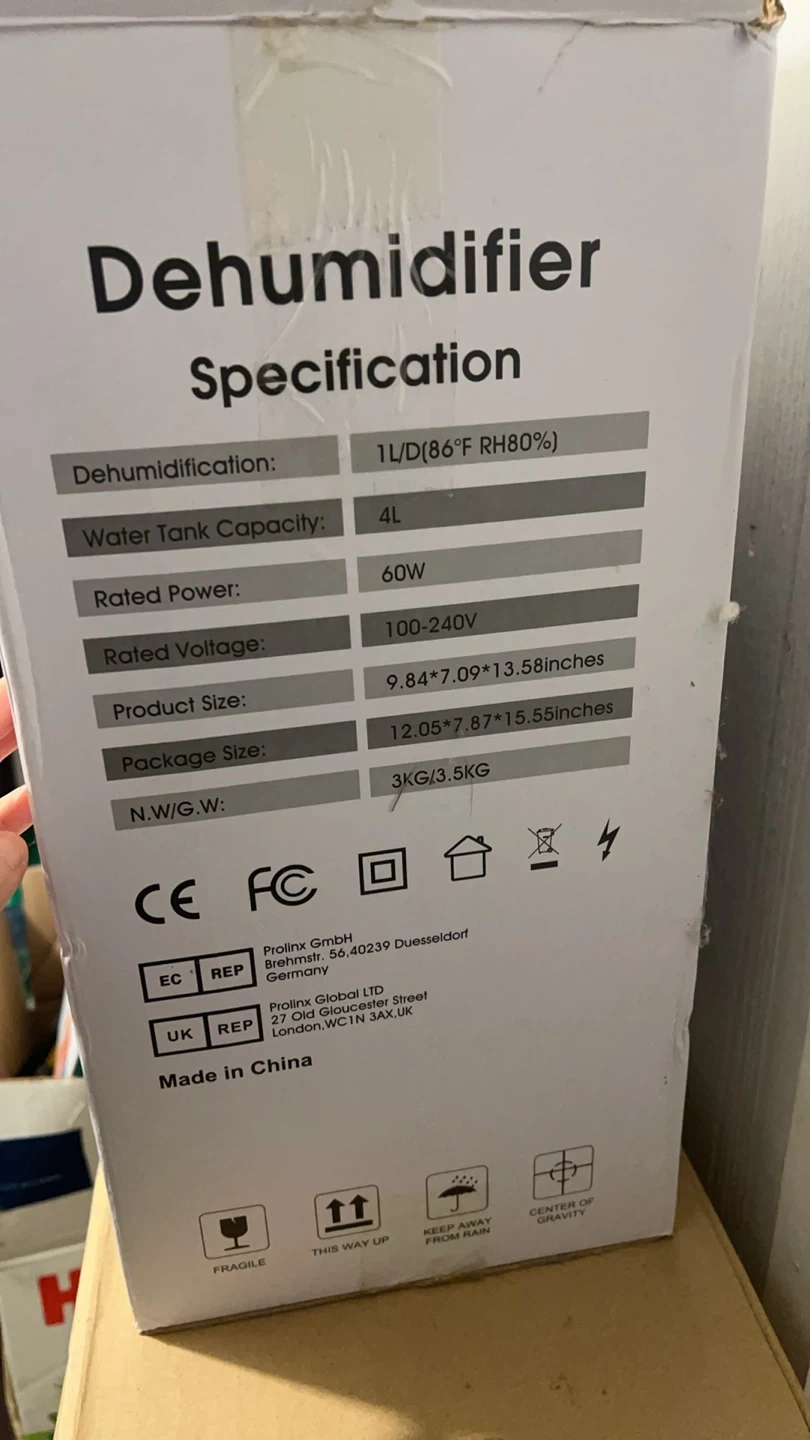 Dehumidifier
Specification
Dehumidification: 1L/D(86°F RH80%)
Water Tank Capacity: 4L
Rated Power: 60W
Rated Voltage: 100-240V
Product Size: 9.84*7.09*13.58inches
Package Size: 12.05*7.87*15.55inches
N.W/G.W: 3KG/3.5KG
CE FC
EC REP
Prolinx GmbH
Brehmstr. 56,40239 Duesseldorf
Germany
UK REP
Prolinx Global LTD
27 Old Gloucester Street
London,WC1N 3AX,UK
Made in China
FRAGILE
THIS WAY UP
KEEP AWAY
FROM RAIN
CENTER OF
GRAVITY
H